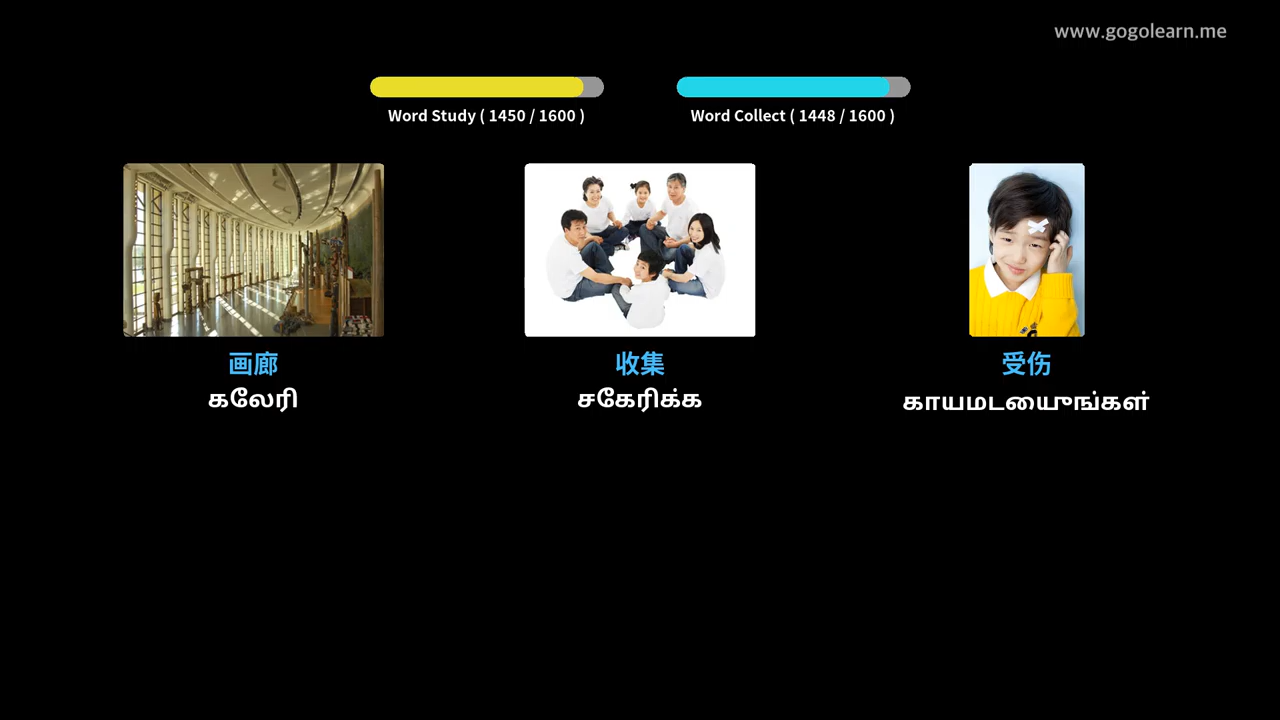 www.gogolearn.me
Word Study ( 1450 / 1600 )
Word Collect ( 1448 / 1600 )
画廊
கலேரி
收集
சகேரிக்க
受伤
காயமடயைுங்கள்